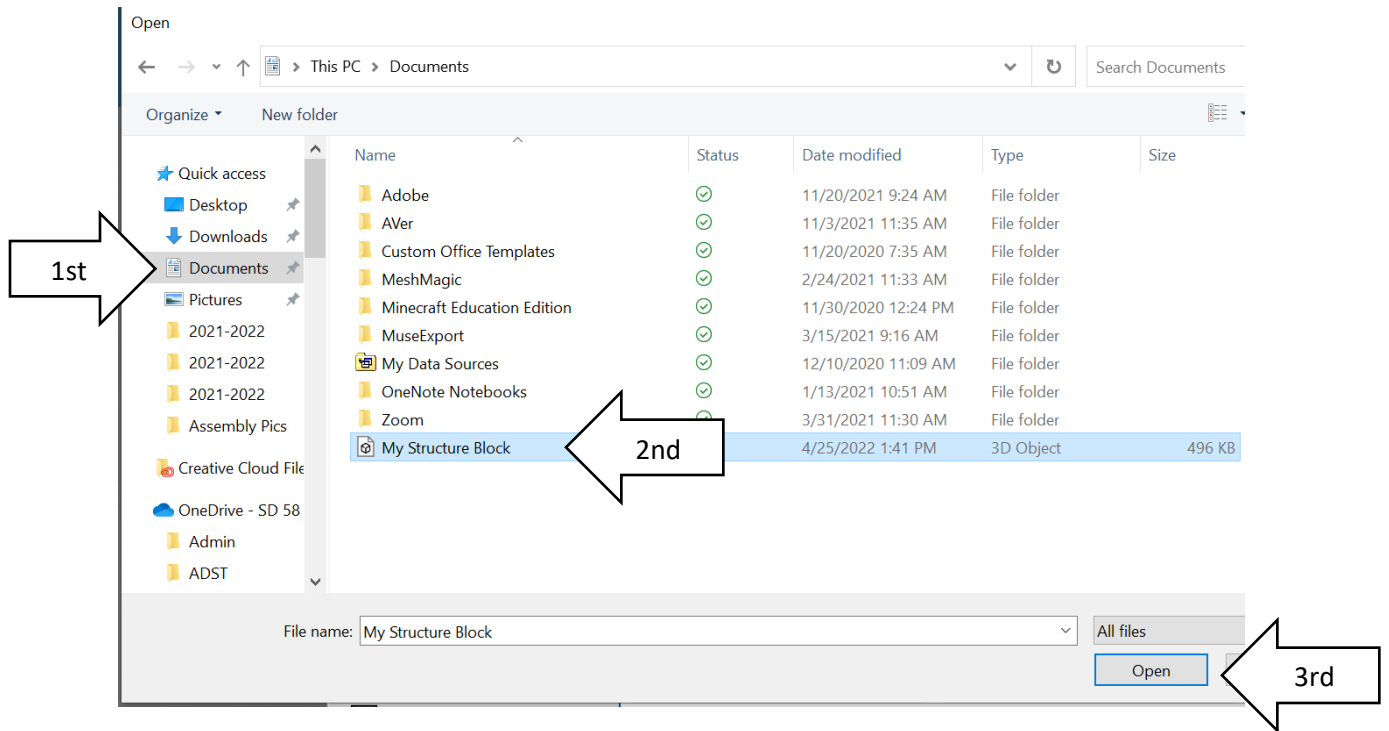 Open
This PC > Documents
Search Documents
Organize
New folder
Name Status Date modified Type Size
Quick access
Desktop
Downloads
Documents
Pictures
2021-2022
2021-2022
2021-2022
Assembly Pics
Creative Cloud File
OneDrive - SD 58
Admin
ADST
Adobe 11/20/2021 9:24 AM File folder
AVer 11/3/2021 11:35 AM File folder
Custom Office Templates 11/20/2020 7:35 AM File folder
MeshMagic 2/24/2021 11:33 AM File folder
Minecraft Education Edition 11/30/2020 12:24 PM File folder
MuseExport 3/15/2021 9:16 AM File folder
My Data Sources 12/10/2020 11:09 AM File folder
OneNote Notebooks 1/13/2021 10:51 AM File folder
Zoom 3/31/2021 11:30 AM File folder
My Structure Block 4/25/2022 1:41 PM 3D Object 496 KB
1st
2nd
File name: My Structure Block
All files
Open
3rd